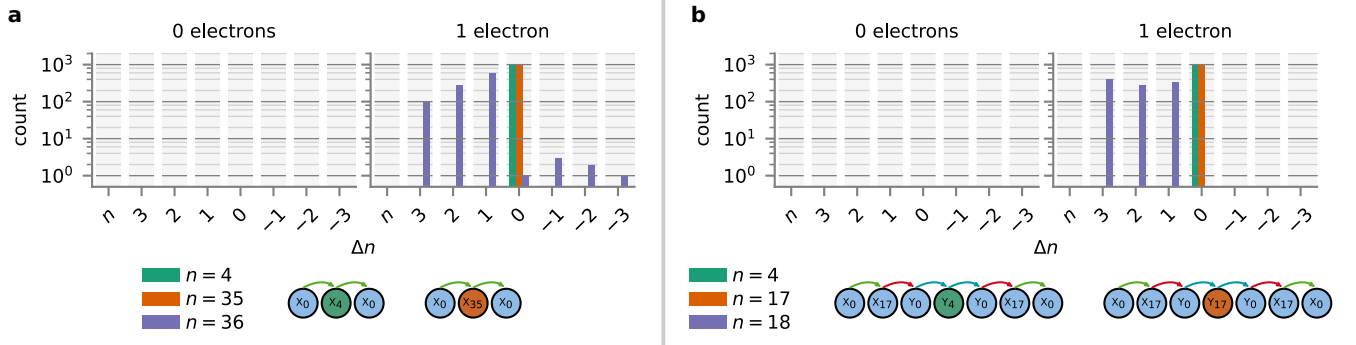 a
0 electrons
1 electron
count
10³
10²
10¹
10⁰
n 3 2 1 0 −1 −2 −3
n 3 2 1 0 −1 −2 −3
Δn
n = 4
n = 35
n = 36
X₀ X₄ X₀
X₀ X₃₅ X₀
b
0 electrons
1 electron
count
10³
10²
10¹
10⁰
n 3 2 1 0 −1 −2 −3
n 3 2 1 0 −1 −2 −3
Δn
n = 4
n = 17
n = 18
X₀ X₁₇ Y₀ Y₄ Y₀ X₁₇ X₀
X₀ X₁₇ Y₀ Y₁₇ Y₀ X₁₇ X₀